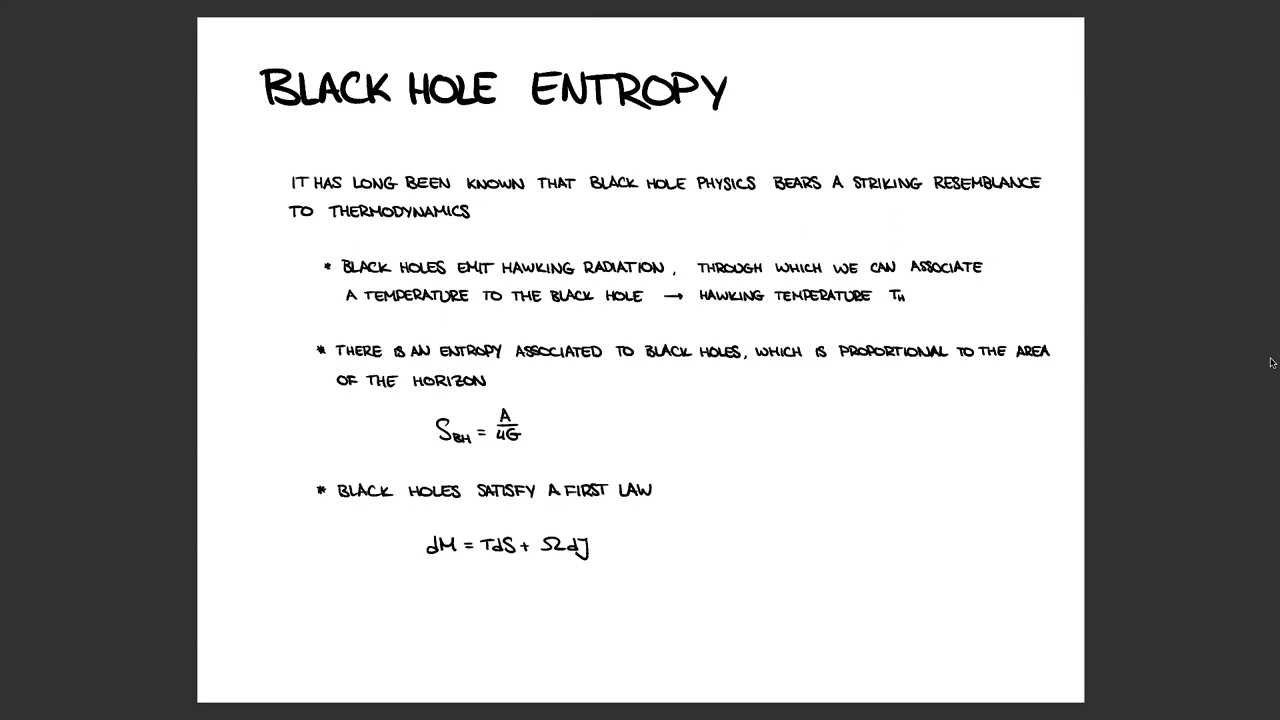 BLACK HOLE ENTROPY
IT HAS LONG BEEN KNOWN THAT BLACK HOLE PHYSICS BEARS A STRIKING RESEMBLANCE
TO THERMODYNAMICS
* BLACK HOLES EMIT HAWKING RADIATION, THROUGH WHICH WE CAN ASSOCIATE
A TEMPERATURE TO THE BLACK HOLE → HAWKING TEMPERATURE T_H
* THERE IS AN ENTROPY ASSOCIATED TO BLACK HOLES, WHICH IS PROPORTIONAL TO THE AREA
OF THE HORIZON
S_BH = A/4G
* BLACK HOLES SATISFY A FIRST LAW
dM = TdS + ΩdJ